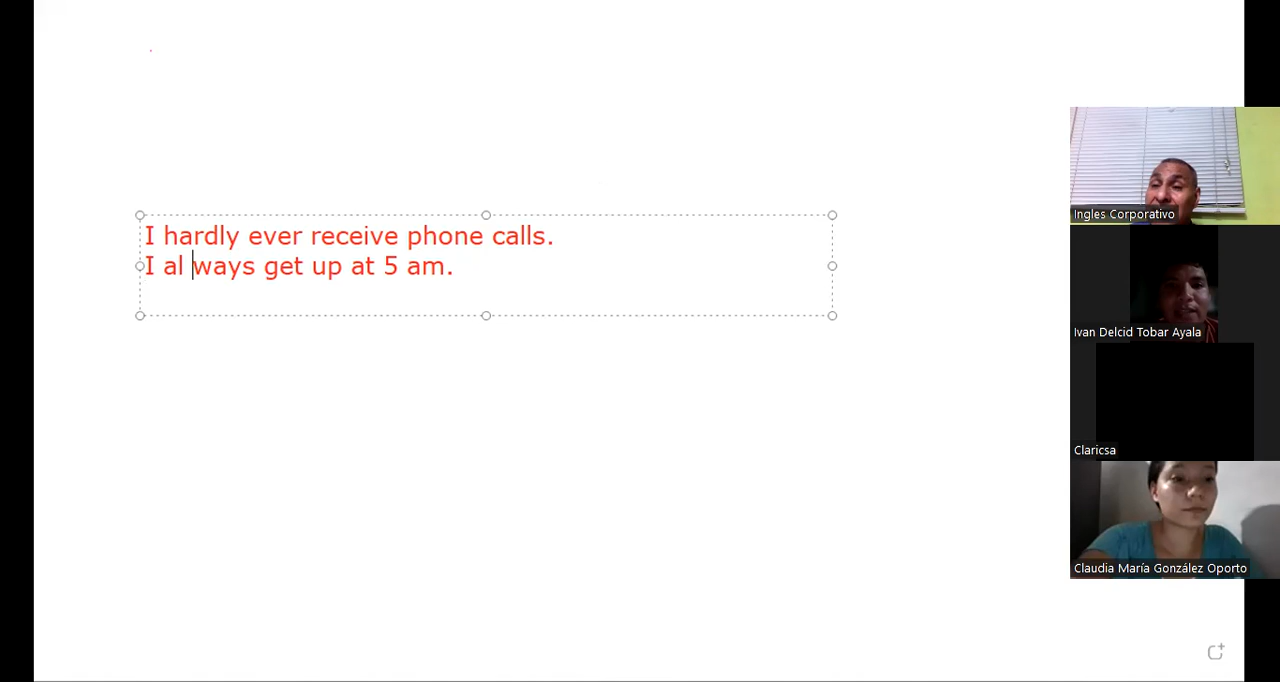 I hardly ever receive phone calls.
I al ways get up at 5 am.
Ingles Corporativo
Ivan Delcid Tobar Ayala
Claricsa
Claudia María González Oporto